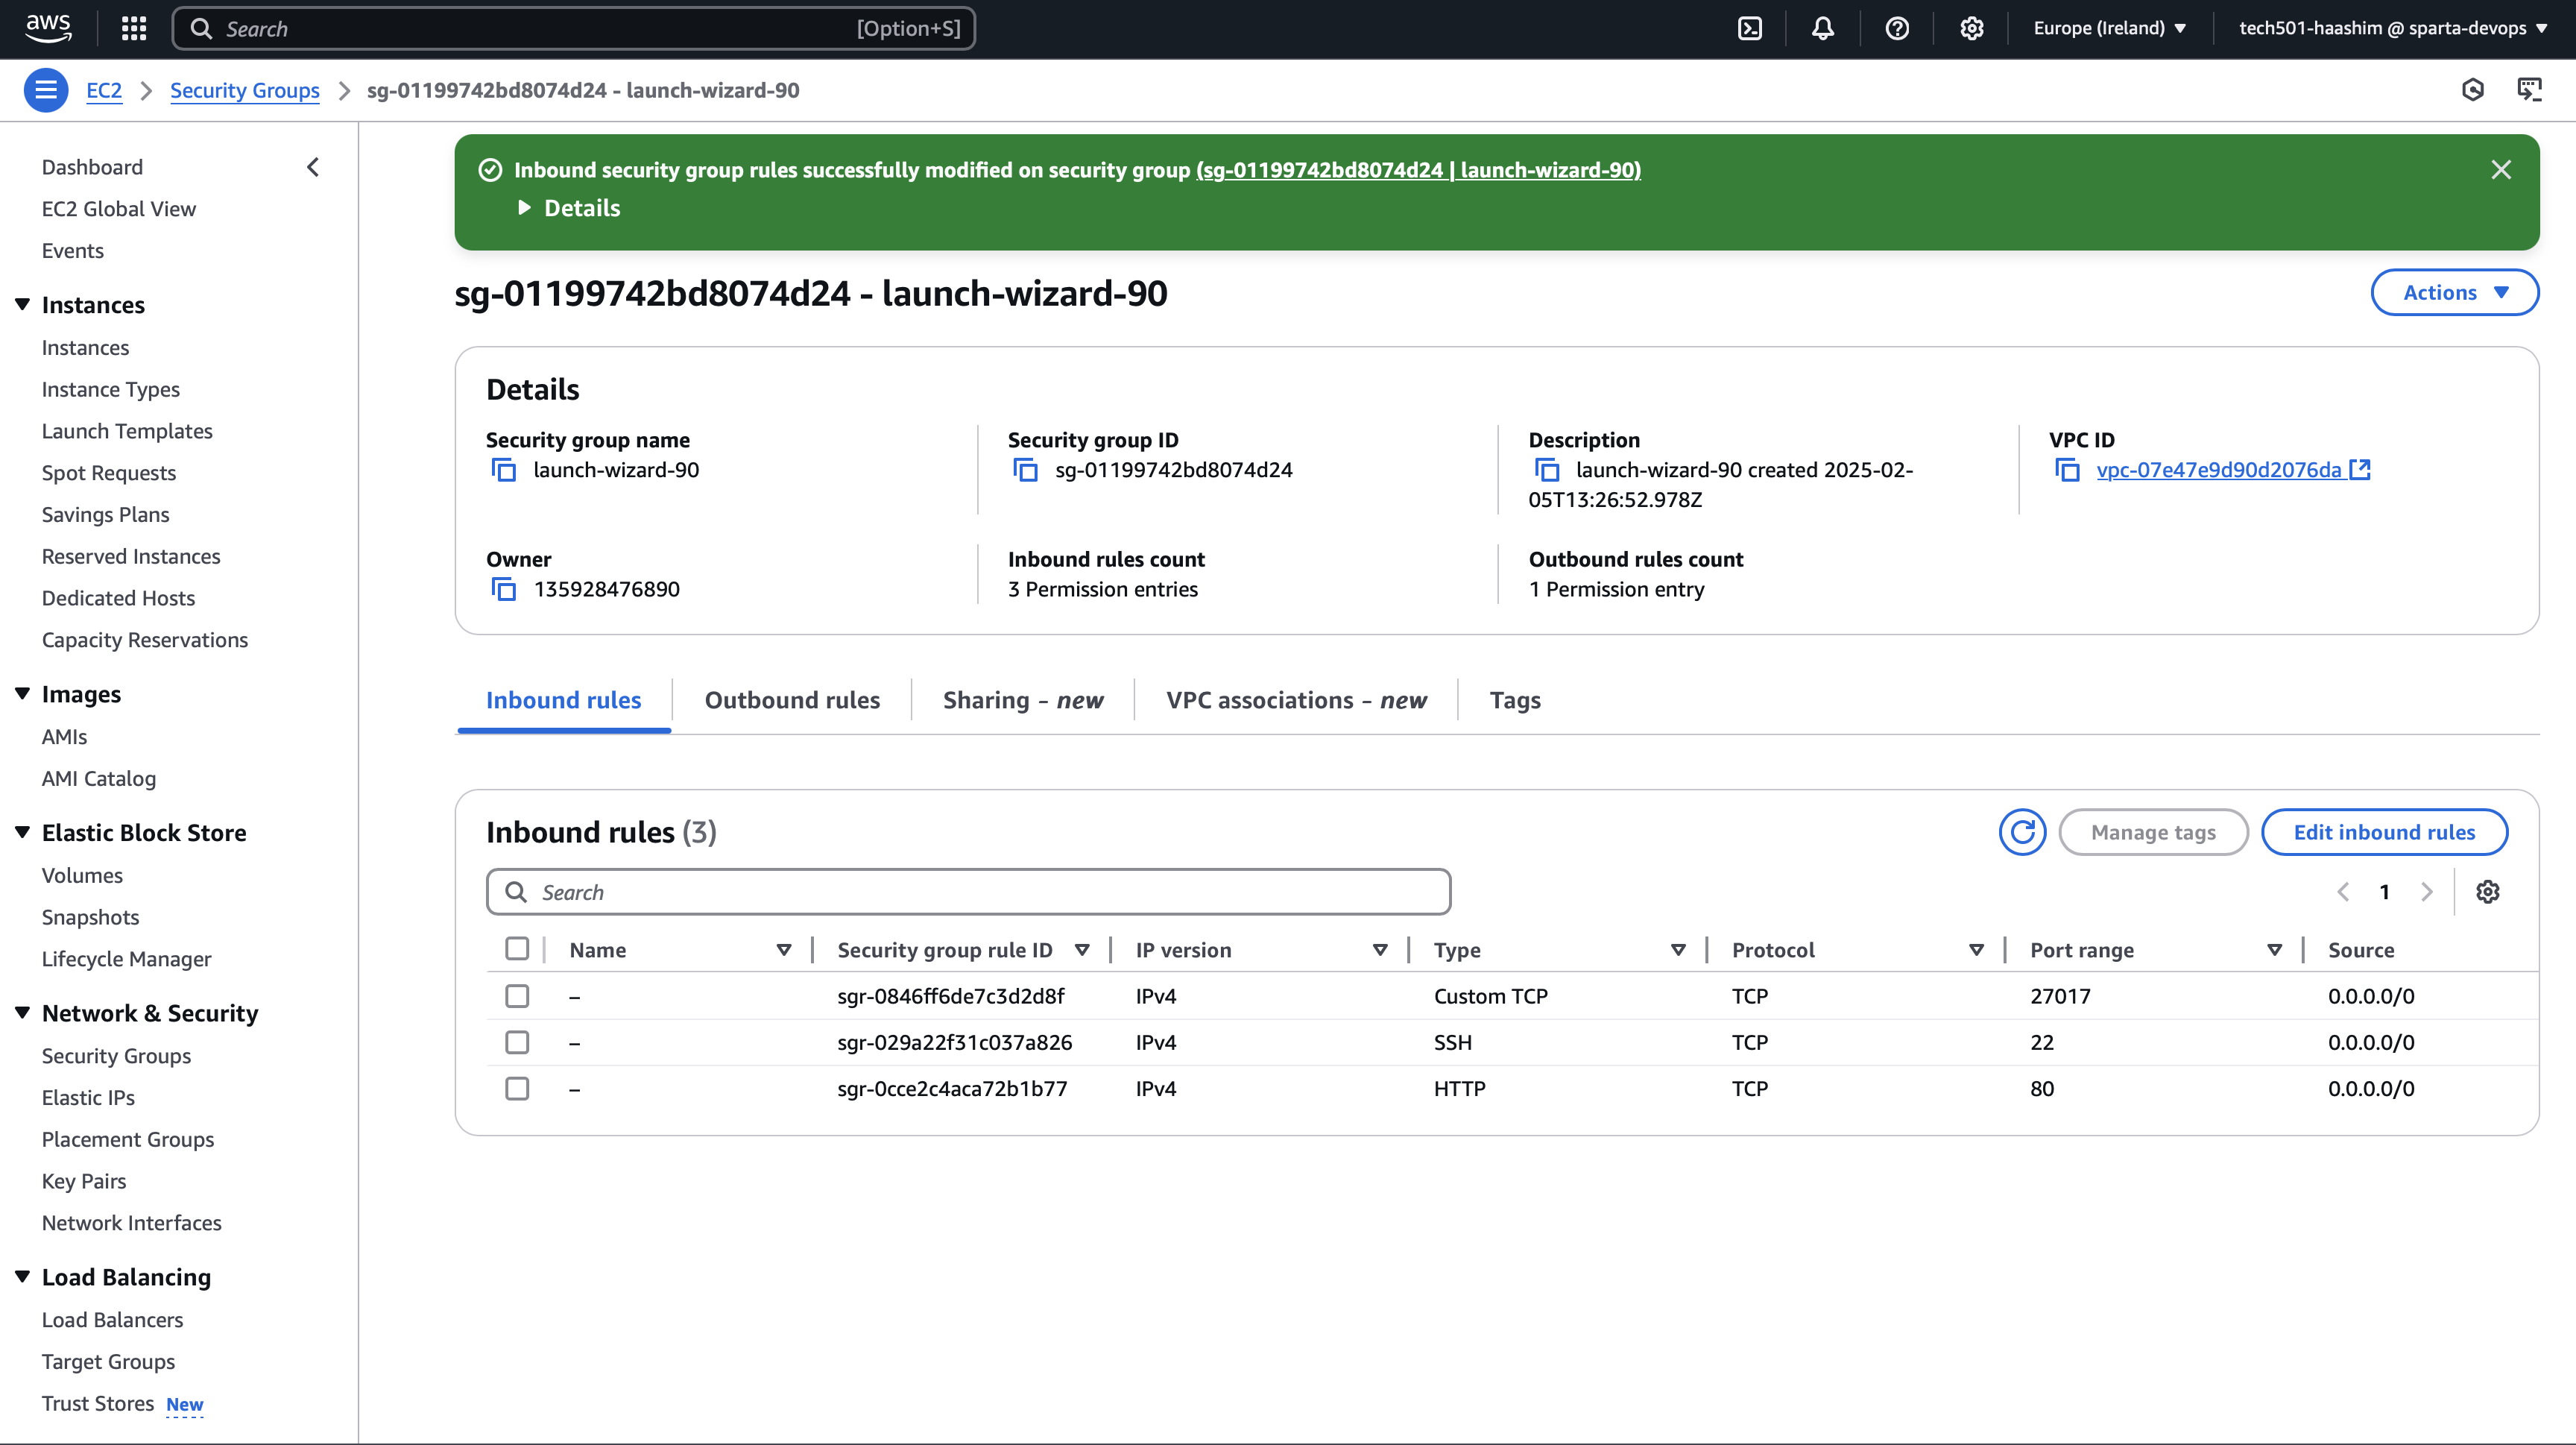 aws
Search [Option+S]
Europe (Ireland)
tech501-haashim @ sparta-devops
EC2
Security Groups
sg-01199742bd8074d24 - launch-wizard-90
Dashboard
EC2 Global View
Events
Instances
Instances
Instance Types
Launch Templates
Spot Requests
Savings Plans
Reserved Instances
Dedicated Hosts
Capacity Reservations
Images
AMIs
AMI Catalog
Elastic Block Store
Volumes
Snapshots
Lifecycle Manager
Network & Security
Security Groups
Elastic IPs
Placement Groups
Key Pairs
Network Interfaces
Load Balancing
Load Balancers
Target Groups
Trust Stores New
Inbound security group rules successfully modified on security group (sg-01199742bd8074d24 | launch-wizard-90)
Details
sg-01199742bd8074d24 - launch-wizard-90
Actions
Details
Security group name
launch-wizard-90
Security group ID
sg-01199742bd8074d24
Description
launch-wizard-90 created 2025-02-
05T13:26:52.978Z
VPC ID
vpc-07e47e9d90d2076da
Owner
135928476890
Inbound rules count
3 Permission entries
Outbound rules count
1 Permission entry
Inbound rules
Outbound rules
Sharing - new
VPC associations - new
Tags
Inbound rules (3)
Manage tags
Edit inbound rules
Search
1
Name Security group rule ID IP version Type Protocol Port range Source
– sgr-0846ff6de7c3d2d8f IPv4 Custom TCP TCP 27017 0.0.0.0/0
– sgr-029a22f31c037a826 IPv4 SSH TCP 22 0.0.0.0/0
– sgr-0cce2c4aca72b1b77 IPv4 HTTP TCP 80 0.0.0.0/0